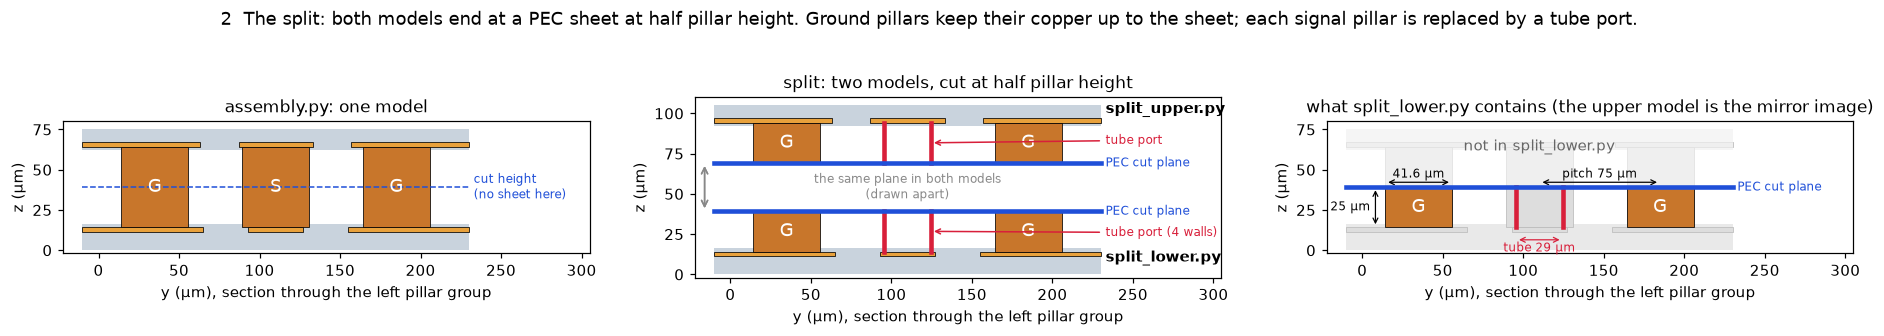 2  The split: both models end at a PEC sheet at half pillar height. Ground pillars keep their copper up to the sheet; each signal pillar is replaced by a tube port.
assembly.py: one model
75
50
25
0
z (µm)
G
S
G
cut height
(no sheet here)
0
50
100
150
200
250
300
y (µm), section through the left pillar group
split: two models, cut at half pillar height
100
75
50
25
0
z (µm)
split_upper.py
G
G
tube port
PEC cut plane
the same plane in both models
(drawn apart)
PEC cut plane
G
G
tube port (4 walls)
split_lower.py
0
50
100
150
200
250
300
y (µm), section through the left pillar group
what split_lower.py contains (the upper model is the mirror image)
75
50
25
0
z (µm)
not in split_lower.py
41.6 µm
pitch 75 µm
PEC cut plane
25 µm
G
G
tube 29 µm
0
50
100
150
200
250
300
y (µm), section through the left pillar group